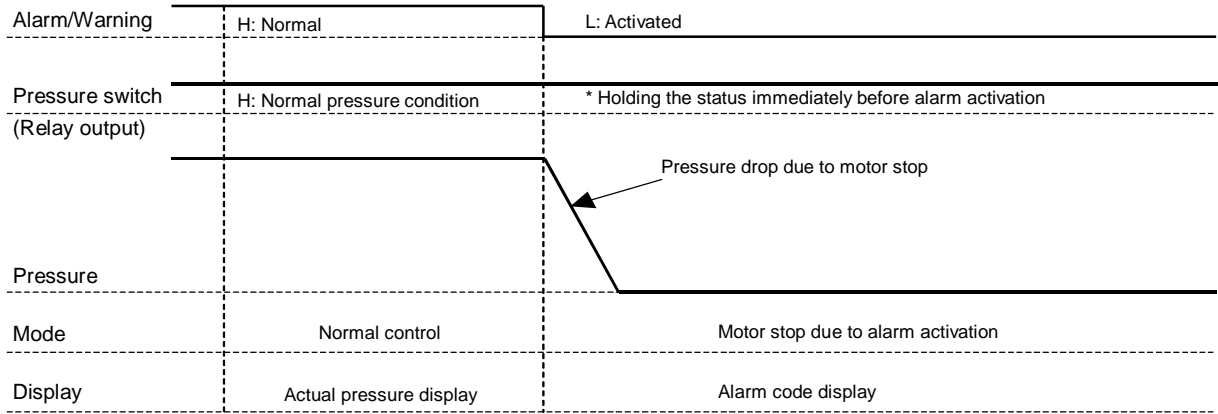 Alarm/Warning
H: Normal
L: Activated
Pressure switch
(Relay output)
H: Normal pressure condition
* Holding the status immediately before alarm activation
Pressure drop due to motor stop
Pressure
Mode
Normal control
Motor stop due to alarm activation
Display
Actual pressure display
Alarm code display